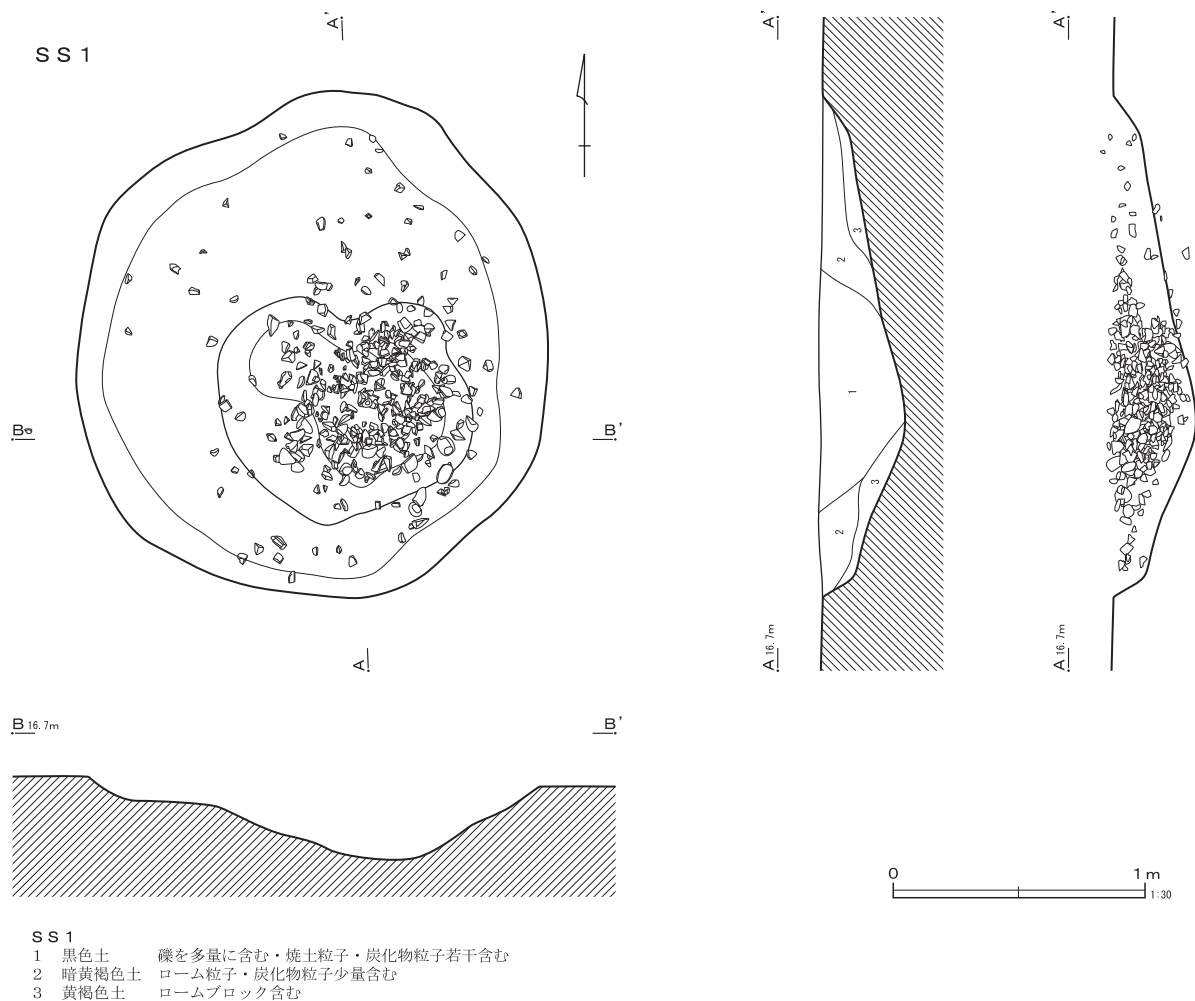 SS1
A'
A'
A'
B
B'
3
2
1
3
2
A
A 16.7m
A 16.7m
B 16.7m
B'
0 1m
1:30
SS1
1 黒色土 礫を多量に含む・焼土粒子・炭化物粒子若干含む
2 暗黄褐色土 ローム粒子・炭化物粒子少量含む
3 黄褐色土 ロームブロック含む